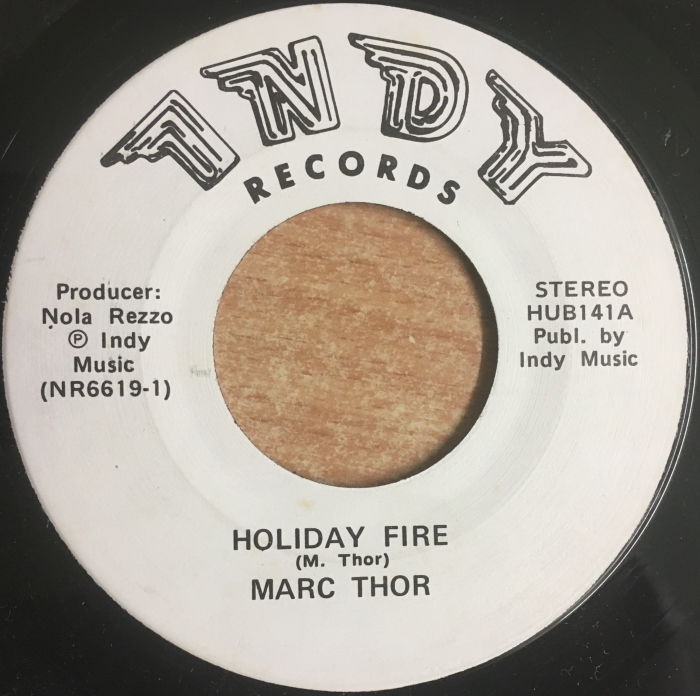 INDY
RECORDS
Producer:
Nola Rezzo
℗ Indy
Music
(NR6619-1)
STEREO
HUB141A
Publ. by
Indy Music
HOLIDAY FIRE
(M. Thor)
MARC THOR